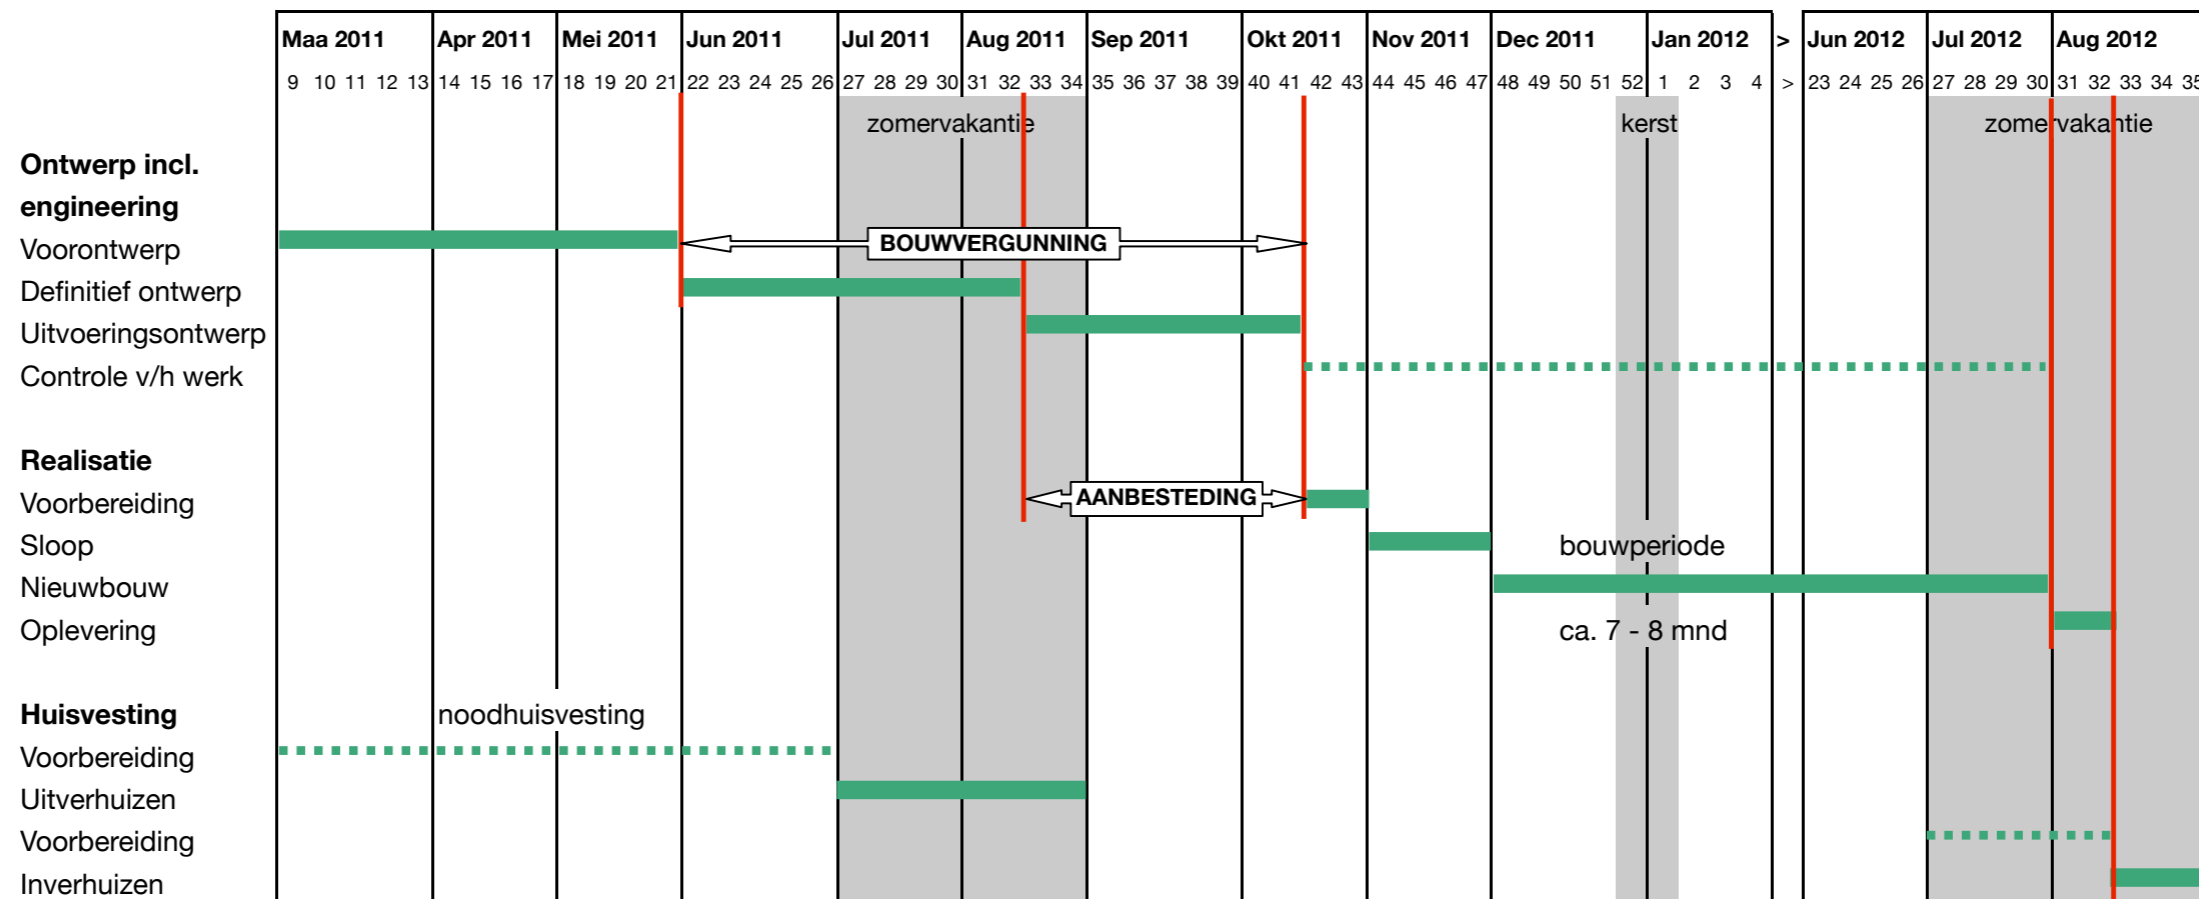 Maa 2011 Apr 2011 Mei 2011 Jun 2011 Jul 2011 Aug 2011 Sep 2011 Okt 2011 Nov 2011 Dec 2011 Jan 2012 > Jun 2012 Jul 2012 Aug 2012
9 10 11 12 13 14 15 16 17 18 19 20 21 22 23 24 25 26 27 28 29 30 31 32 33 34 35 36 37 38 39 40 41 42 43 44 45 46 47 48 49 50 51 52 1 2 3 4 > 23 24 25 26 27 28 29 30 31 32 33 34 35
zomervakantie kerst zomervakantie
Ontwerp incl.
engineering
Voorontwerp BOUWVERGUNNING
Definitief ontwerp
Uitvoeringsontwerp
Controle v/h werk
Realisatie
Voorbereiding AANBESTEDING
Sloop bouwperiode
Nieuwbouw
Oplevering ca. 7 - 8 mnd
Huisvesting noodhuisvesting
Voorbereiding
Uitverhuizen
Voorbereiding
Inverhuizen